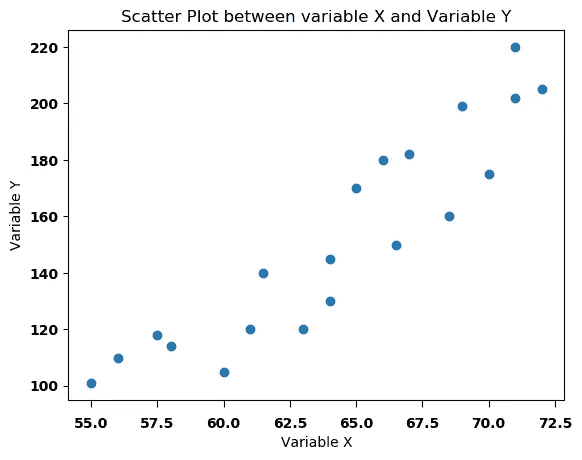 Scatter Plot between variable X and Variable Y
220
200
180
160
140
120
100
Variable Y
55.0 57.5 60.0 62.5 65.0 67.5 70.0 72.5
Variable X